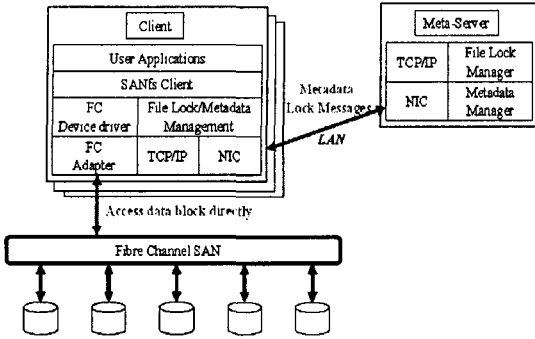 Client
User Applications
SANfs Client
FC
Device driver
File Lock/Metadata
Management
FC
Adapter
TCP/IP
NIC
Metadata
Lock Messages
LAN
Meta-Server
TCP/IP
File Lock
Manager
NIC
Metadata
Manager
Access data block directly
Fibre Channel SAN